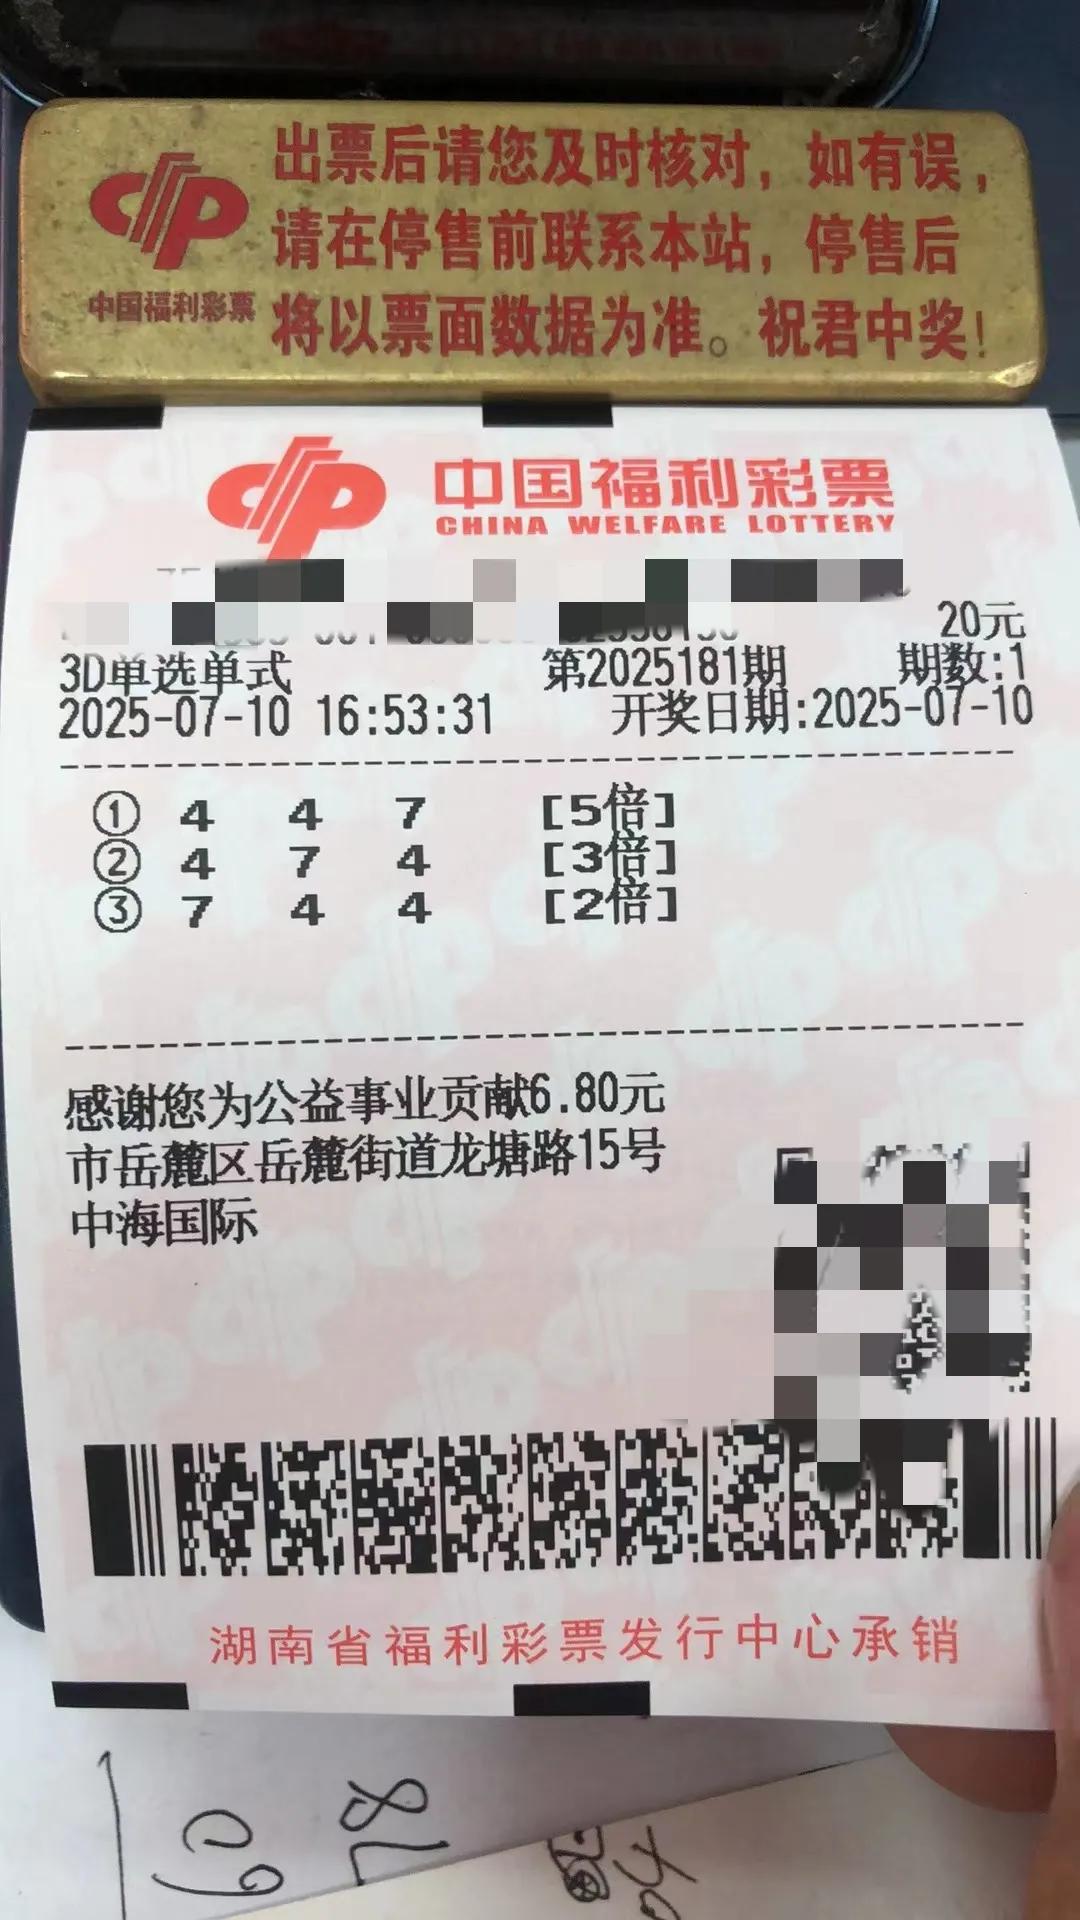 出票后请您及时核对，如有误，
请在停售前联系本站，停售后
将以票面数据为准。祝君中奖！
中国福利彩票
中国福利彩票
CHINA WELFARE LOTTERY
20元
3D单选单式 第2025181期 期数:1
2025-07-10 16:53:31 开奖日期:2025-07-10
① 4 4 7 [5倍]
② 4 7 4 [3倍]
③ 7 4 4 [2倍]
感谢您为公益事业贡献6.80元
市岳麓区岳麓街道龙塘路15号
中海国际
湖南省福利彩票发行中心承销